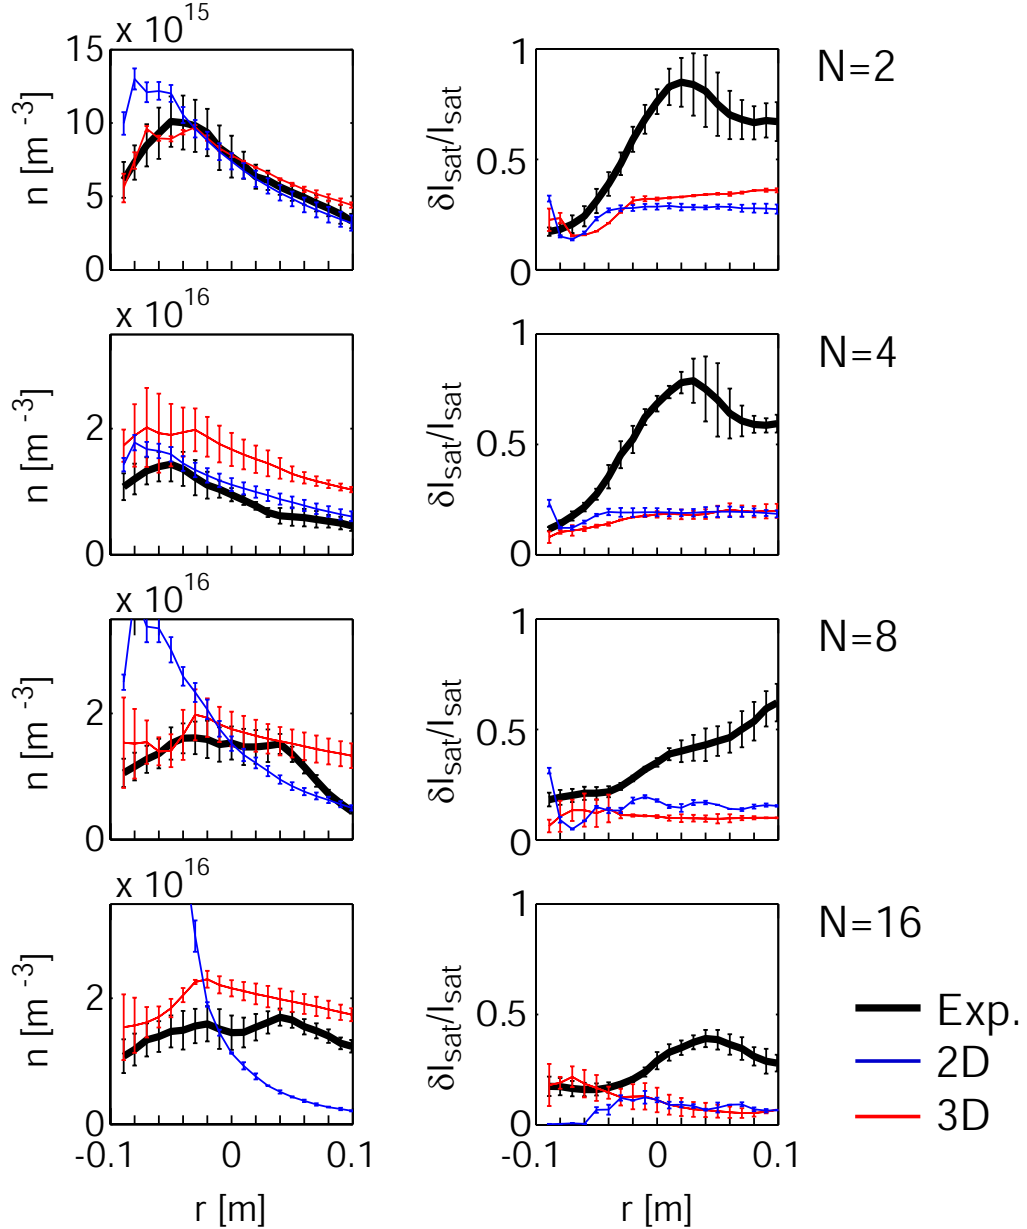 x 10^15
15
10
5
0
n [m^-3]
1
0.5
0
δI_sat/I_sat
N=2
x 10^16
2
0
n [m^-3]
1
0.5
0
δI_sat/I_sat
N=4
x 10^16
2
0
n [m^-3]
1
0.5
0
δI_sat/I_sat
N=8
x 10^16
2
0
n [m^-3]
-0.1 0 0.1
r [m]
1
0.5
0
δI_sat/I_sat
-0.1 0 0.1
r [m]
N=16
Exp.
2D
3D